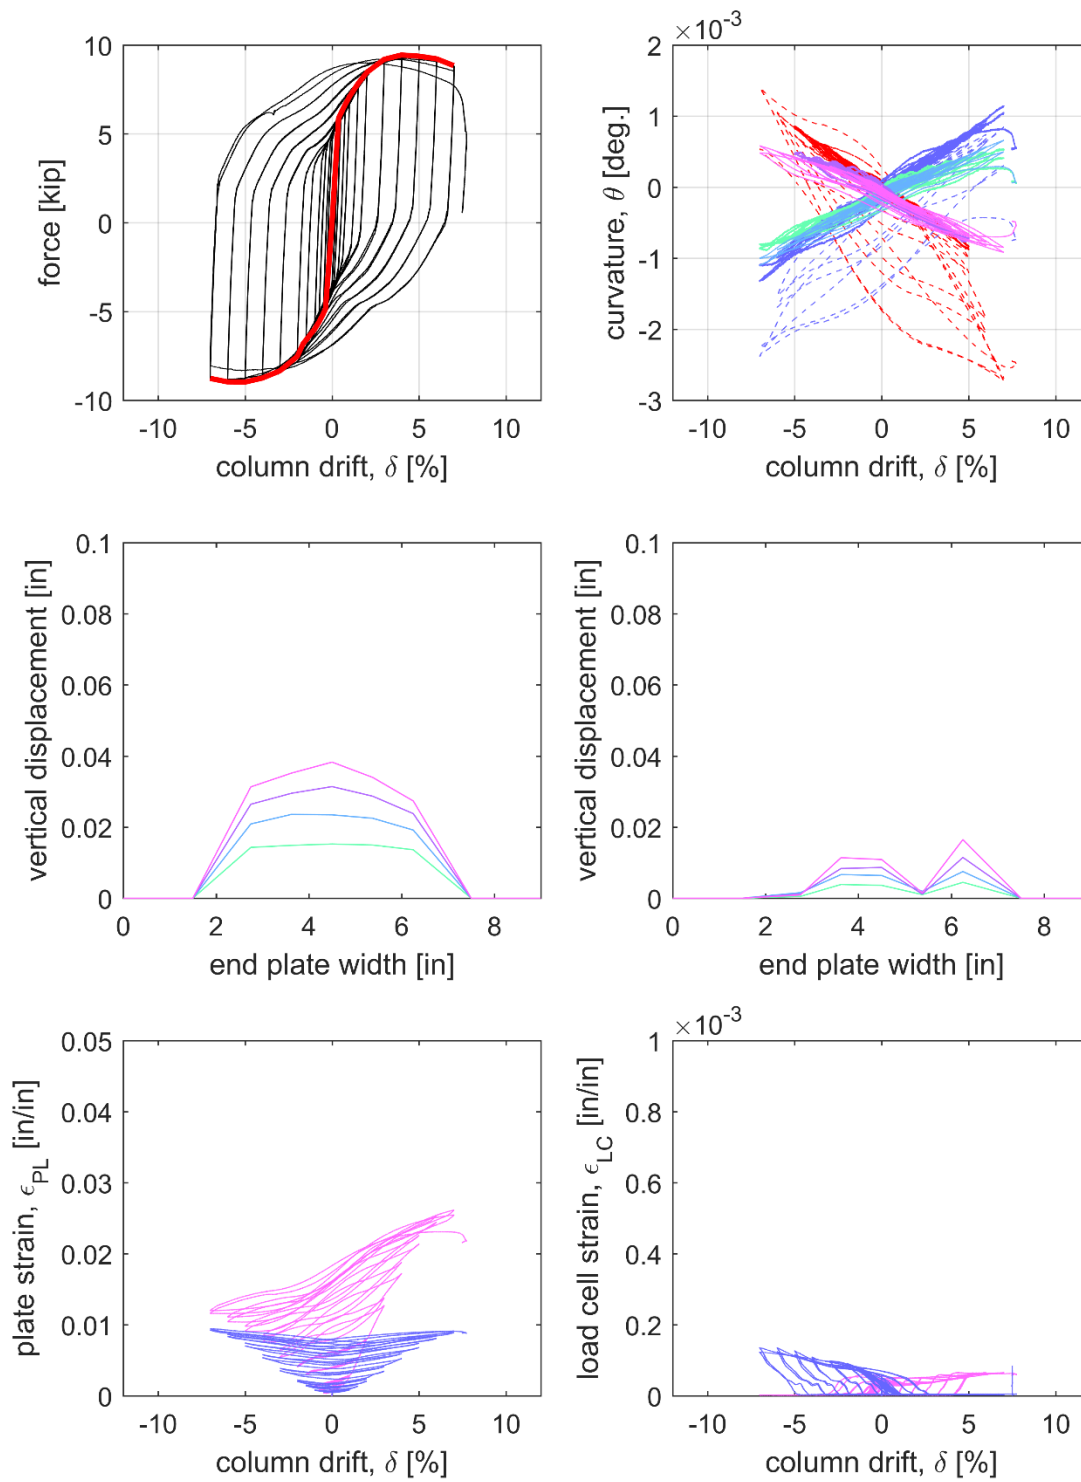 10
5
0
-5
-10
-10 -5 0 5 10
force [kip]
column drift, δ [%]
×10-3
2
1
0
-1
-2
-3
-10 -5 0 5 10
curvature, θ [deg.]
column drift, δ [%]
0.1
0.08
0.06
0.04
0.02
0
0 2 4 6 8
vertical displacement [in]
end plate width [in]
0.1
0.08
0.06
0.04
0.02
0
0 2 4 6 8
vertical displacement [in]
end plate width [in]
0.05
0.04
0.03
0.02
0.01
0
-10 -5 0 5 10
plate strain, ϵPL [in/in]
column drift, δ [%]
×10-3
1
0.8
0.6
0.4
0.2
0
-10 -5 0 5 10
load cell strain, ϵLC [in/in]
column drift, δ [%]